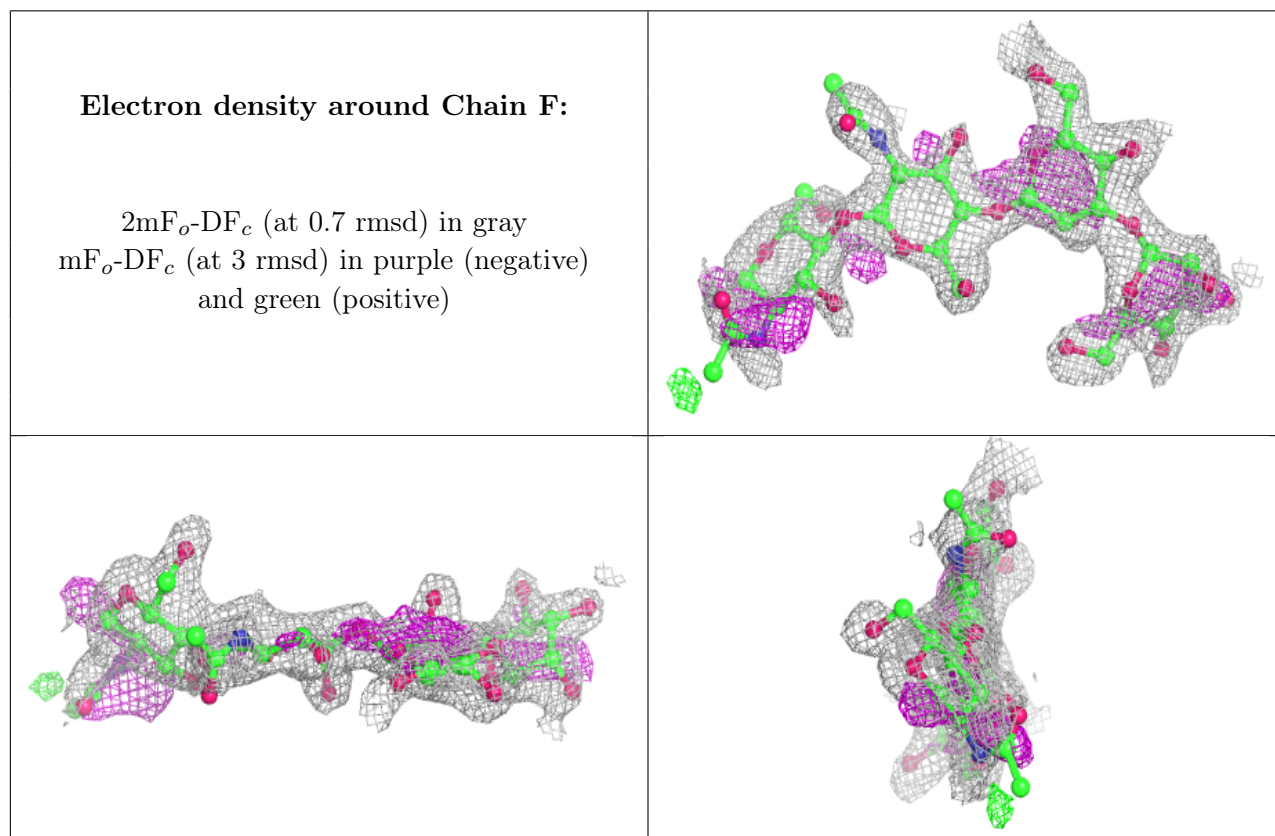 Electron density around Chain F:
2mFₒ-DF𝑐 (at 0.7 rmsd) in gray
mFₒ-DF𝑐 (at 3 rmsd) in purple (negative)
and green (positive)